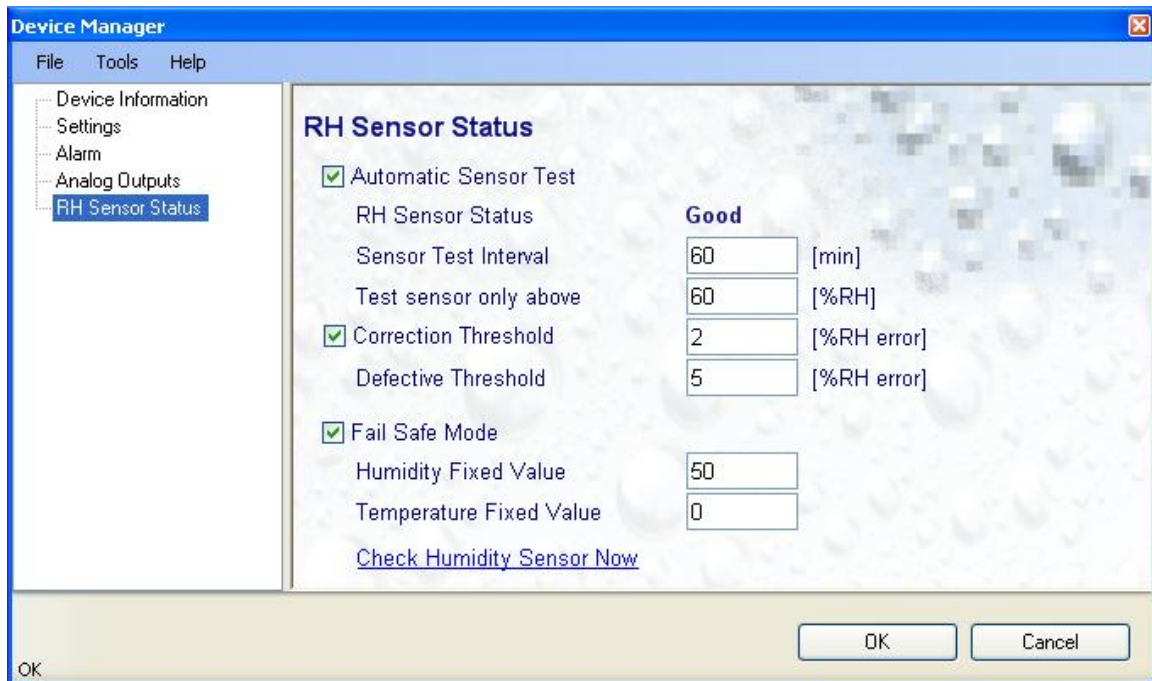 Device Manager
File Tools Help
Device Information
Settings
Alarm
Analog Outputs
RH Sensor Status
RH Sensor Status
Automatic Sensor Test
RH Sensor Status Good
Sensor Test Interval 60 [min]
Test sensor only above 60 [%RH]
Correction Threshold 2 [%RH error]
Defective Threshold 5 [%RH error]
Fail Safe Mode
Humidity Fixed Value 50
Temperature Fixed Value 0
Check Humidity Sensor Now
OK Cancel
OK